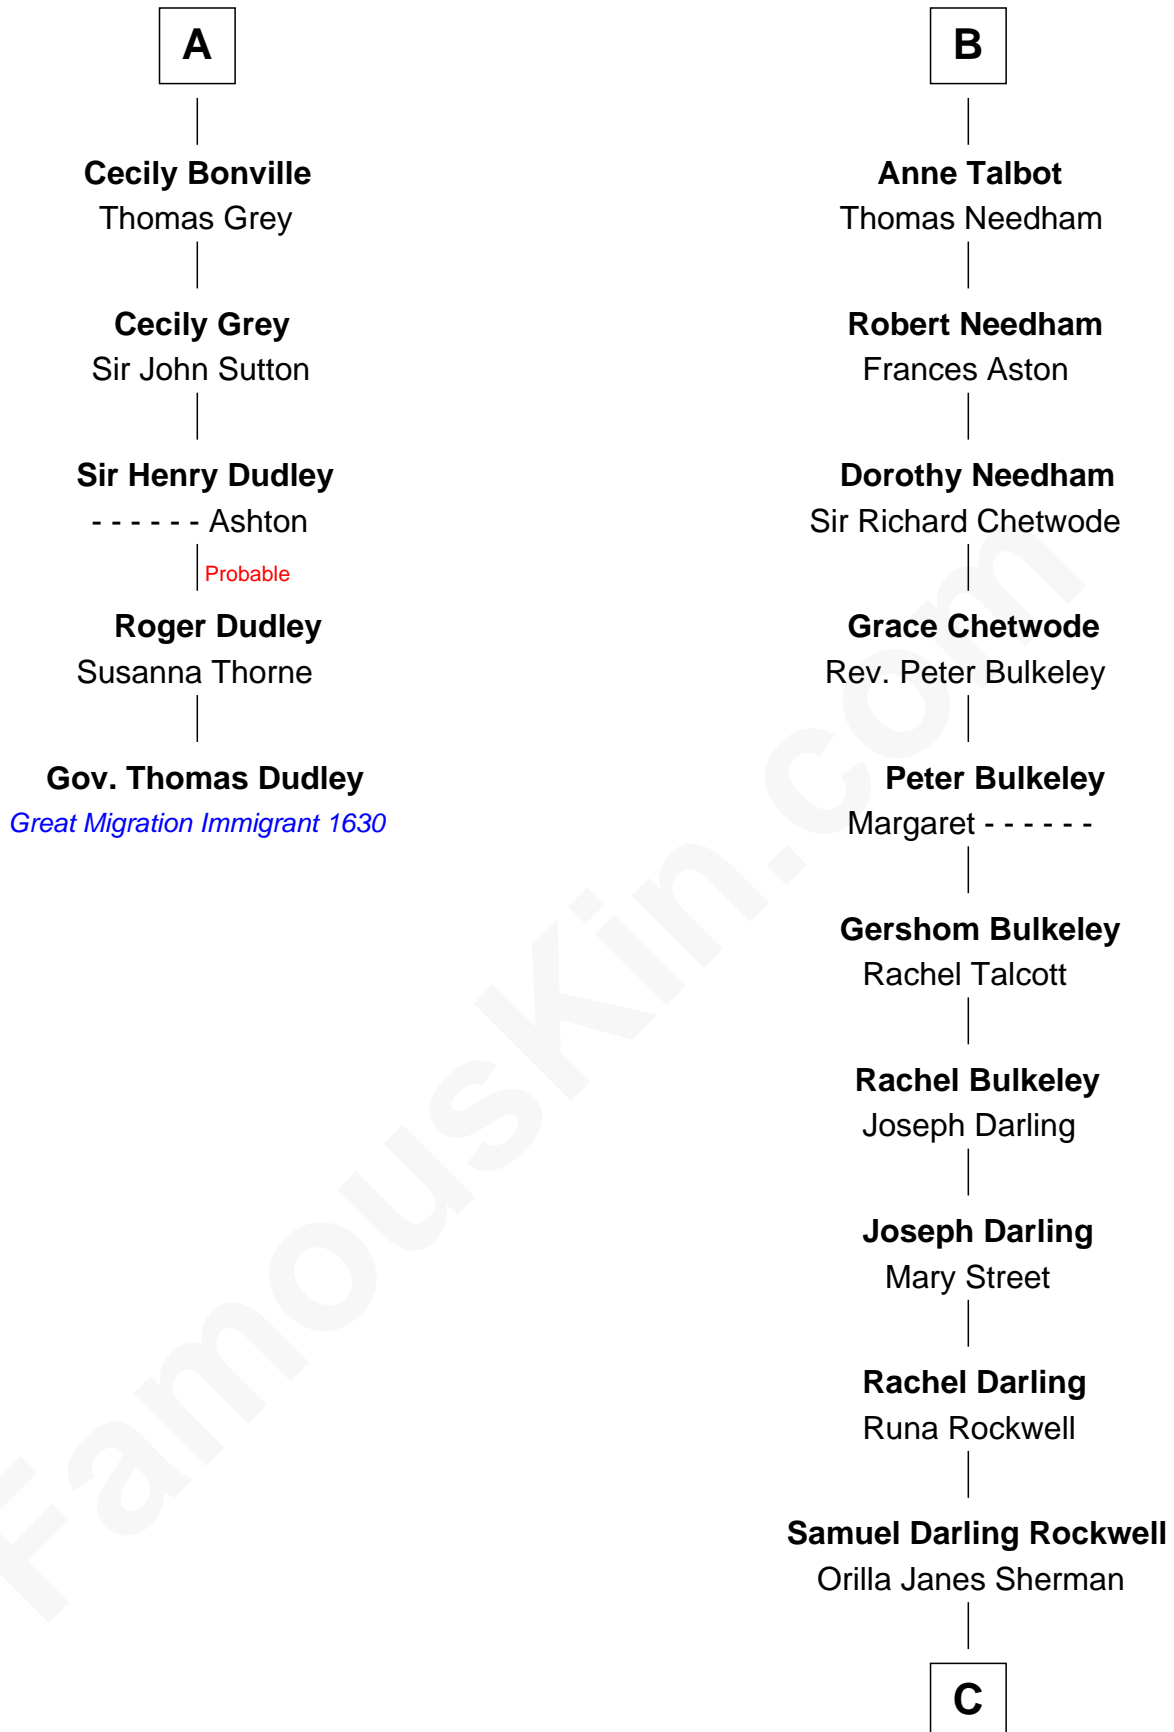 A
Cecily Bonville
Thomas Grey
Cecily Grey
Sir John Sutton
Sir Henry Dudley
- - - - - - Ashton
Probable
Roger Dudley
Susanna Thorne
Gov. Thomas Dudley
Great Migration Immigrant 1630
B
Anne Talbot
Thomas Needham
Robert Needham
Frances Aston
Dorothy Needham
Sir Richard Chetwode
Grace Chetwode
Rev. Peter Bulkeley
Peter Bulkeley
Margaret - - - - - -
Gershom Bulkeley
Rachel Talcott
Rachel Bulkeley
Joseph Darling
Joseph Darling
Mary Street
Rachel Darling
Runa Rockwell
Samuel Darling Rockwell
Orilla Janes Sherman
C
FamousKin.com